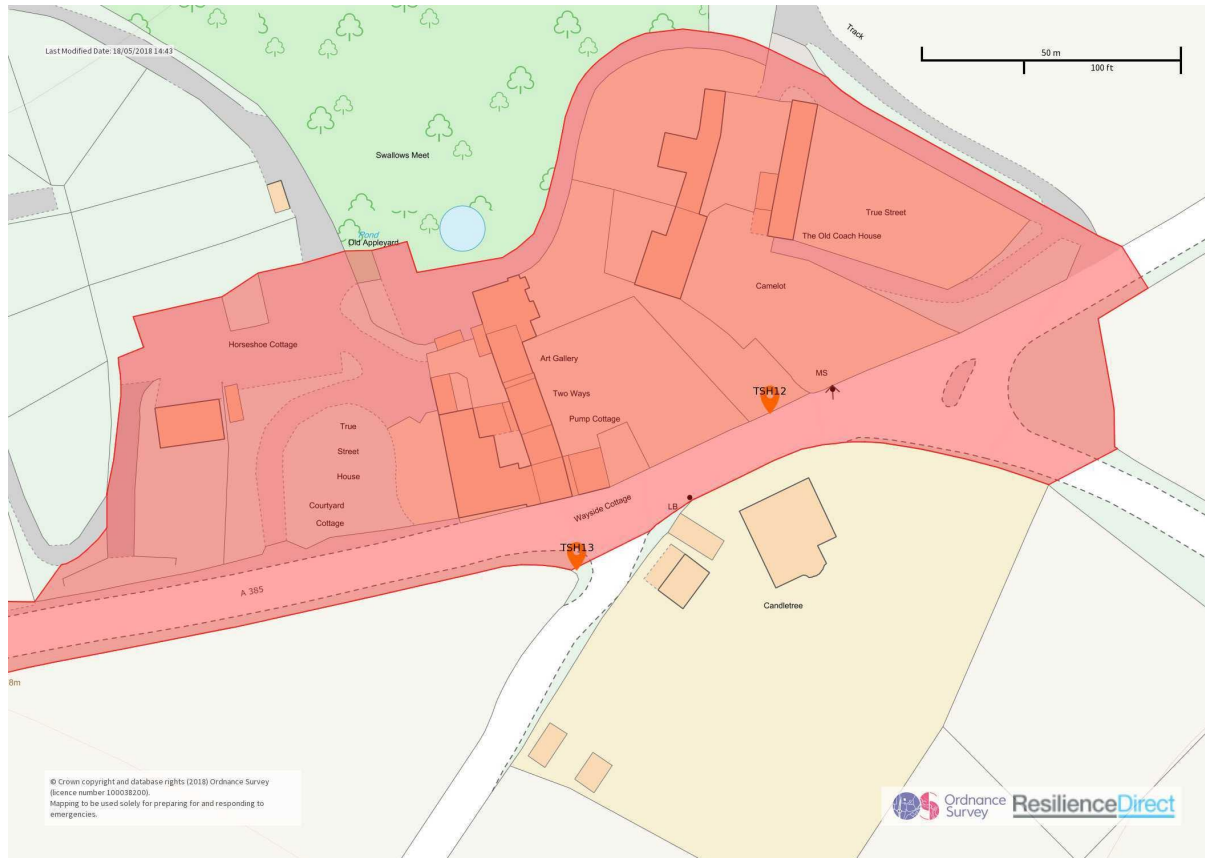 Last Modified Date: 18/05/2018 14:43
Track
50 m
100 ft
Swallows Meet
Pond
Old Appleyard
True Street
The Old Coach House
Camelot
Horseshoe Cottage
Art Gallery
Two Ways
Pump Cottage
MS
TSH12
True
Street
House
Courtyard
Cottage
Wayside Cottage
LB
TSH13
A 385
Candletree
8m
© Crown copyright and database rights (2018) Ordnance Survey
(licence number 100038200).
Mapping to be used solely for preparing for and responding to
emergencies.
Ordnance
Survey
ResilienceDirect